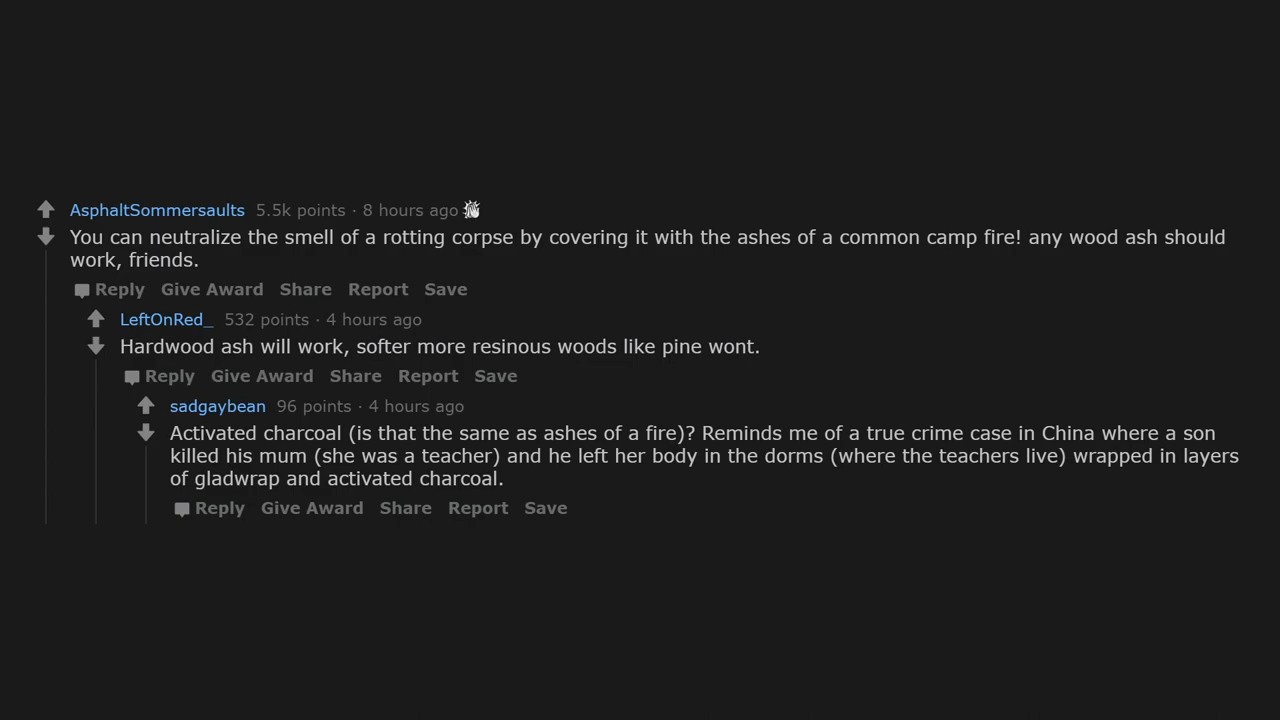 AsphaltSommersaults 5.5k points · 8 hours ago
You can neutralize the smell of a rotting corpse by covering it with the ashes of a common camp fire! any wood ash should
work, friends.
Reply Give Award Share Report Save
LeftOnRed_ 532 points · 4 hours ago
Hardwood ash will work, softer more resinous woods like pine wont.
Reply Give Award Share Report Save
sadgaybean 96 points · 4 hours ago
Activated charcoal (is that the same as ashes of a fire)? Reminds me of a true crime case in China where a son
killed his mum (she was a teacher) and he left her body in the dorms (where the teachers live) wrapped in layers
of gladwrap and activated charcoal.
Reply Give Award Share Report Save